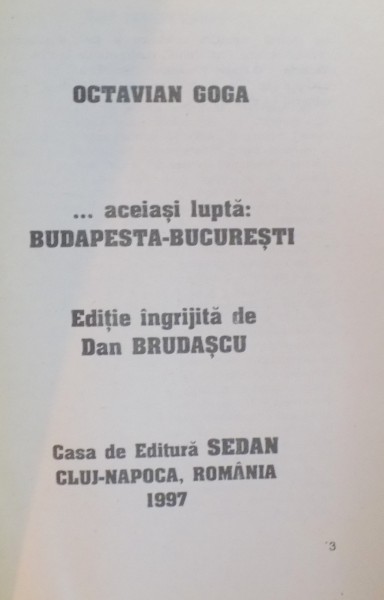 OCTAVIAN GOGA
... aceiași luptă:
BUDAPESTA-BUCUREȘTI
Ediție îngrijită de
Dan BRUDAȘCU
Casa de Editură SEDAN
CLUJ-NAPOCA, ROMÂNIA
1997
3